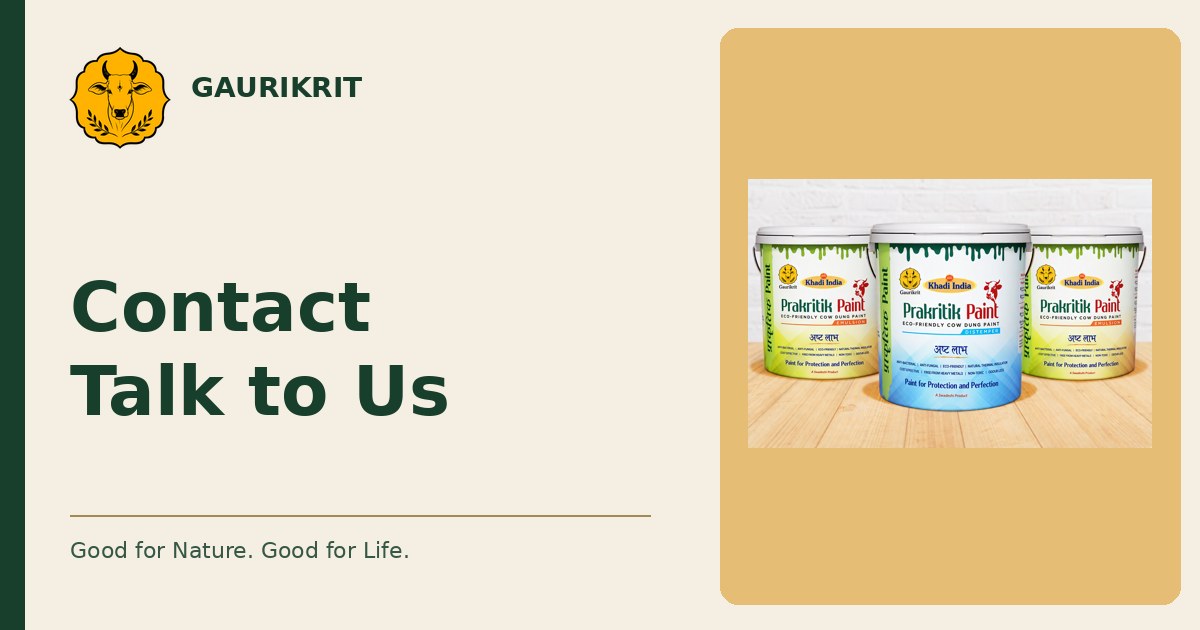 GAURIKRIT
Contact
Talk to Us
Good for Nature. Good for Life.
Gaurikrit
Khadi India
Prakritik Paint
ECO-FRIENDLY COW DUNG PAINT
EMULSION
अष्ट लाभ
Paint for Protection and Perfection
Gaurikrit
Khadi India
Prakritik Paint
ECO-FRIENDLY COW DUNG PAINT
DISTEMPER
अष्ट लाभ
Paint for Protection and Perfection
Gaurikrit
Khadi India
Prakritik Paint
ECO-FRIENDLY COW DUNG PAINT
EMULSION
अष्ट लाभ
Paint for Protection and Perfection